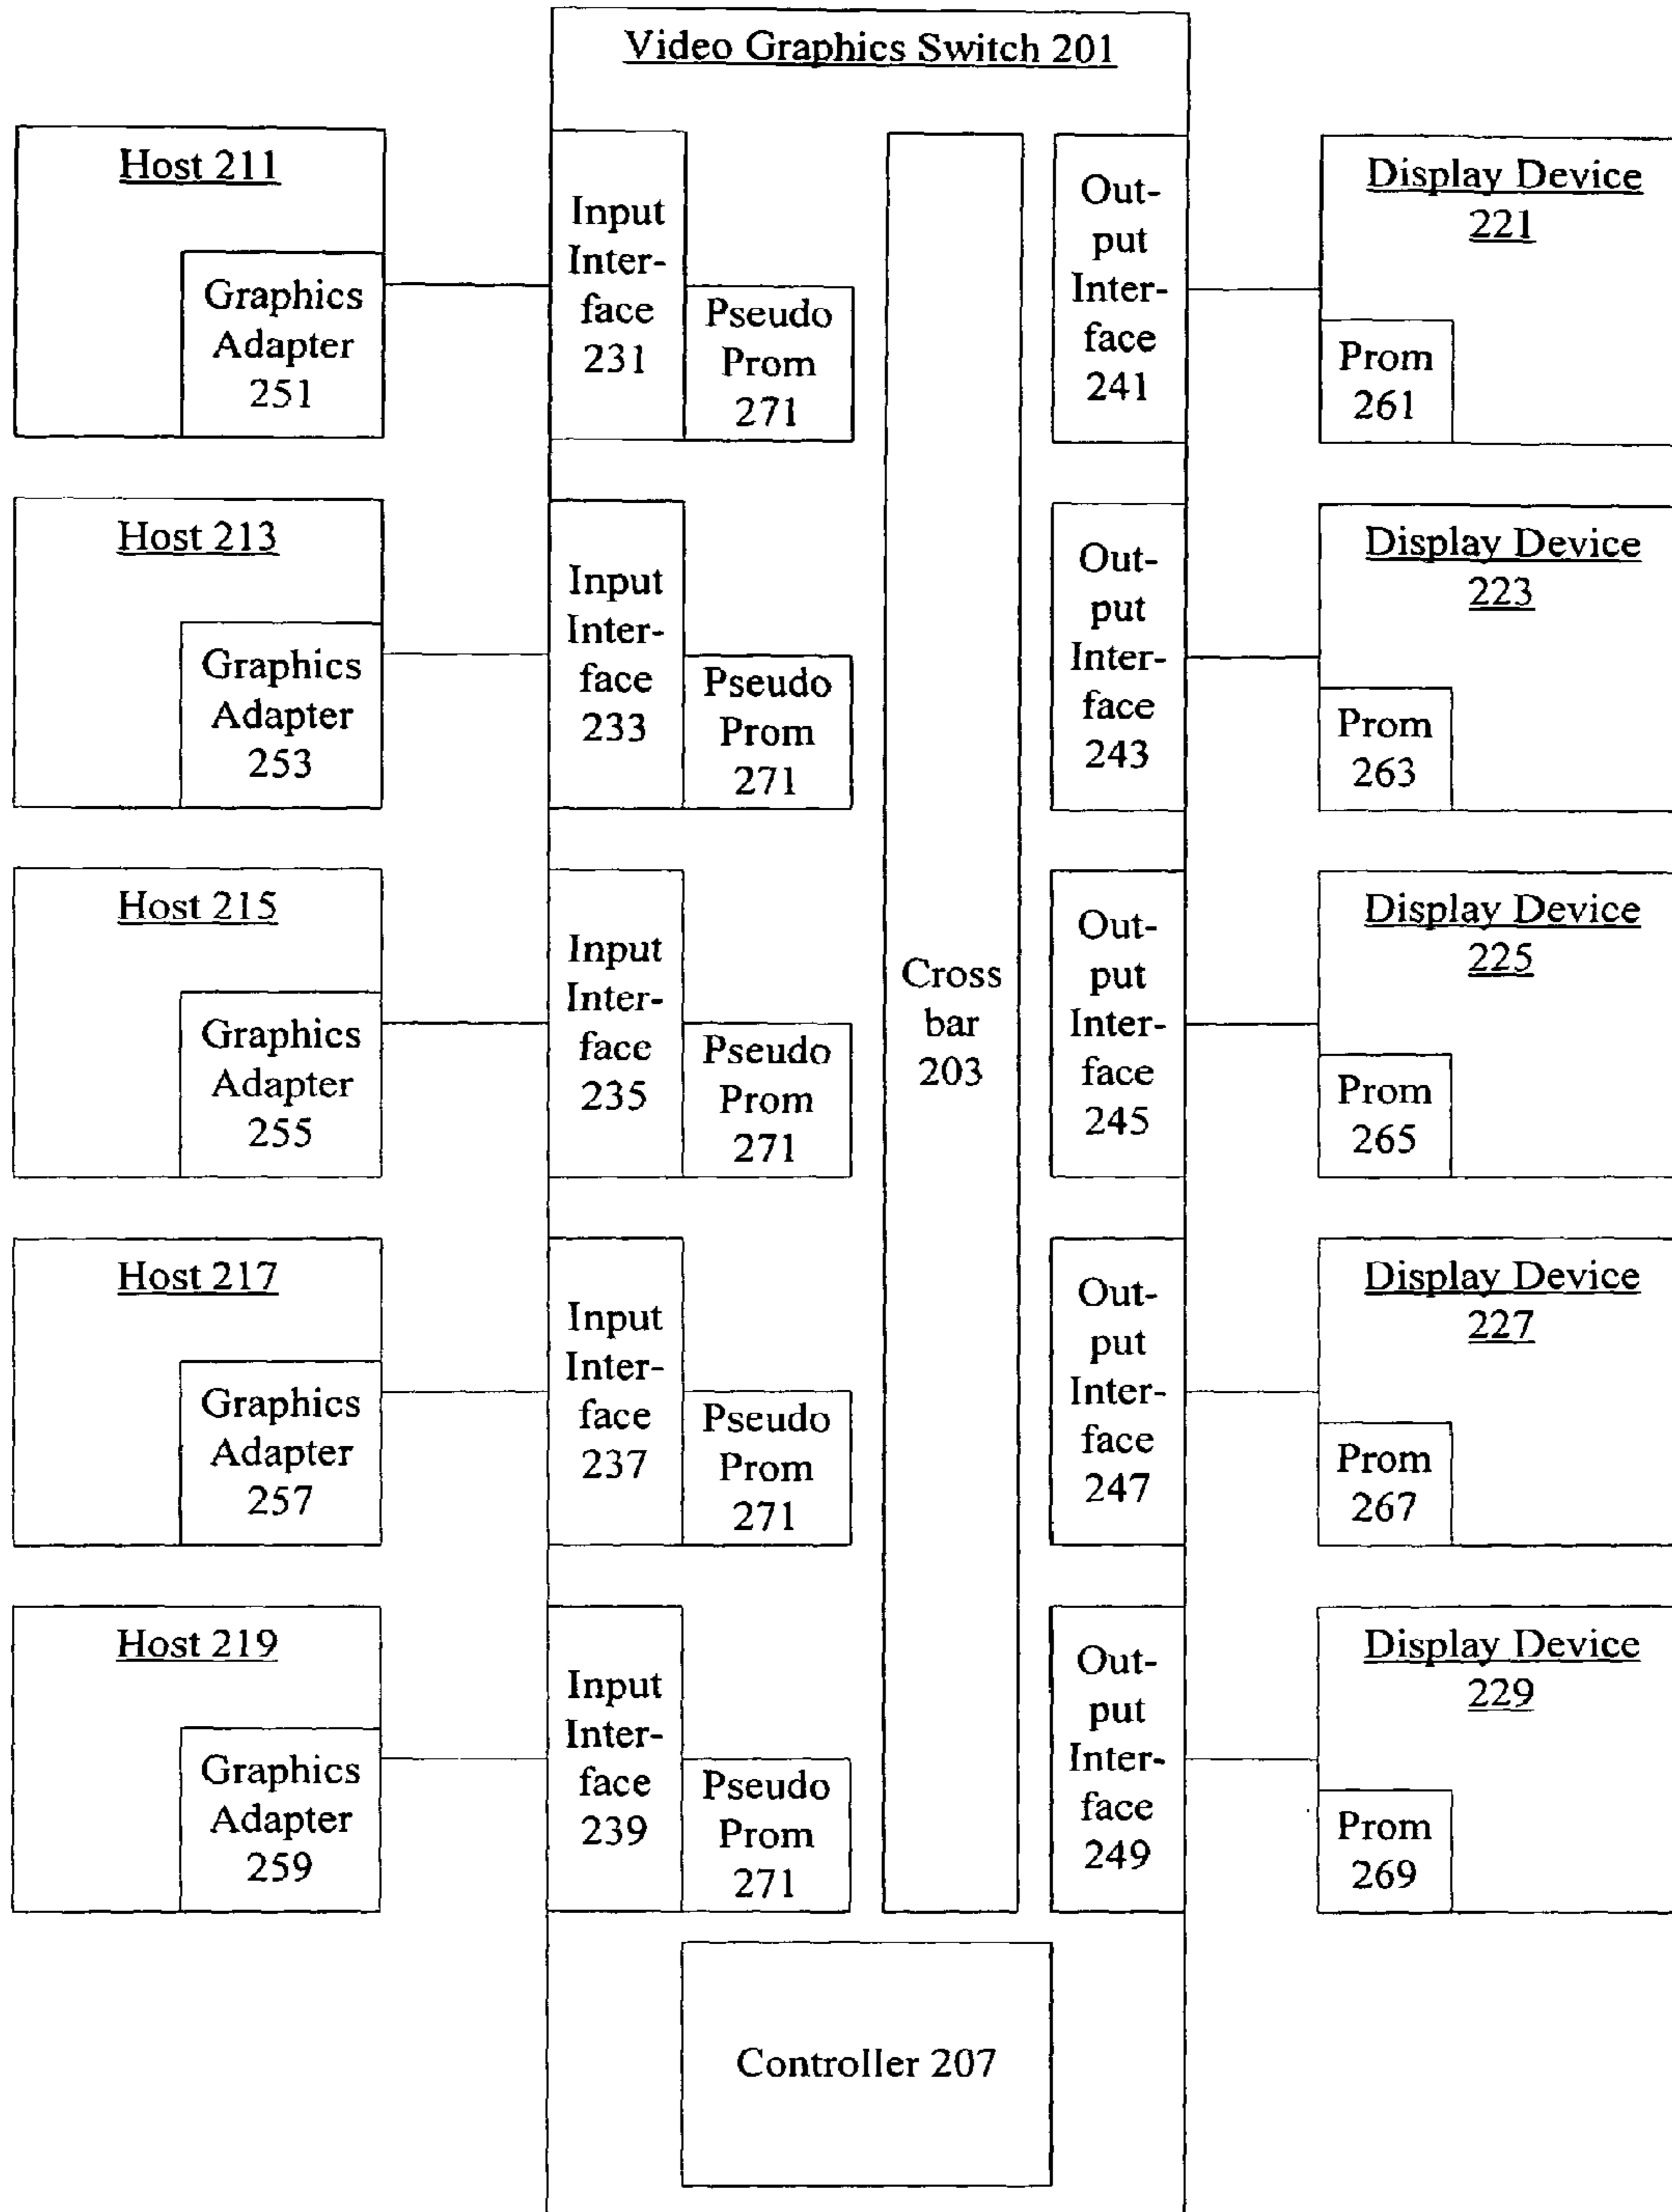 Video Graphics Switch 201
Host 211
Graphics
Adapter
251
Input
Inter-
face
231
Pseudo
Prom
271
Out-
put
Inter-
face
241
Display Device
221
Prom
261
Host 213
Graphics
Adapter
253
Input
Inter-
face
233
Pseudo
Prom
271
Out-
put
Inter-
face
243
Display Device
223
Prom
263
Host 215
Graphics
Adapter
255
Input
Inter-
face
235
Pseudo
Prom
271
Cross
bar
203
Out-
put
Inter-
face
245
Display Device
225
Prom
265
Host 217
Graphics
Adapter
257
Input
Inter-
face
237
Pseudo
Prom
271
Out-
put
Inter-
face
247
Display Device
227
Prom
267
Host 219
Graphics
Adapter
259
Input
Inter-
face
239
Pseudo
Prom
271
Out-
put
Inter-
face
249
Display Device
229
Prom
269
Controller 207